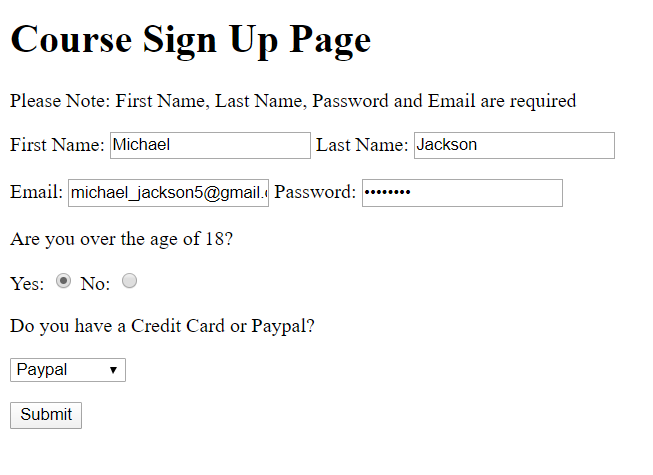 Course Sign Up Page
Please Note: First Name, Last Name, Password and Email are required
First Name: Michael Last Name: Jackson
Email: michael_jackson5@gmail. Password: ••••••••
Are you over the age of 18?
Yes: No:
Do you have a Credit Card or Paypal?
Paypal
Submit